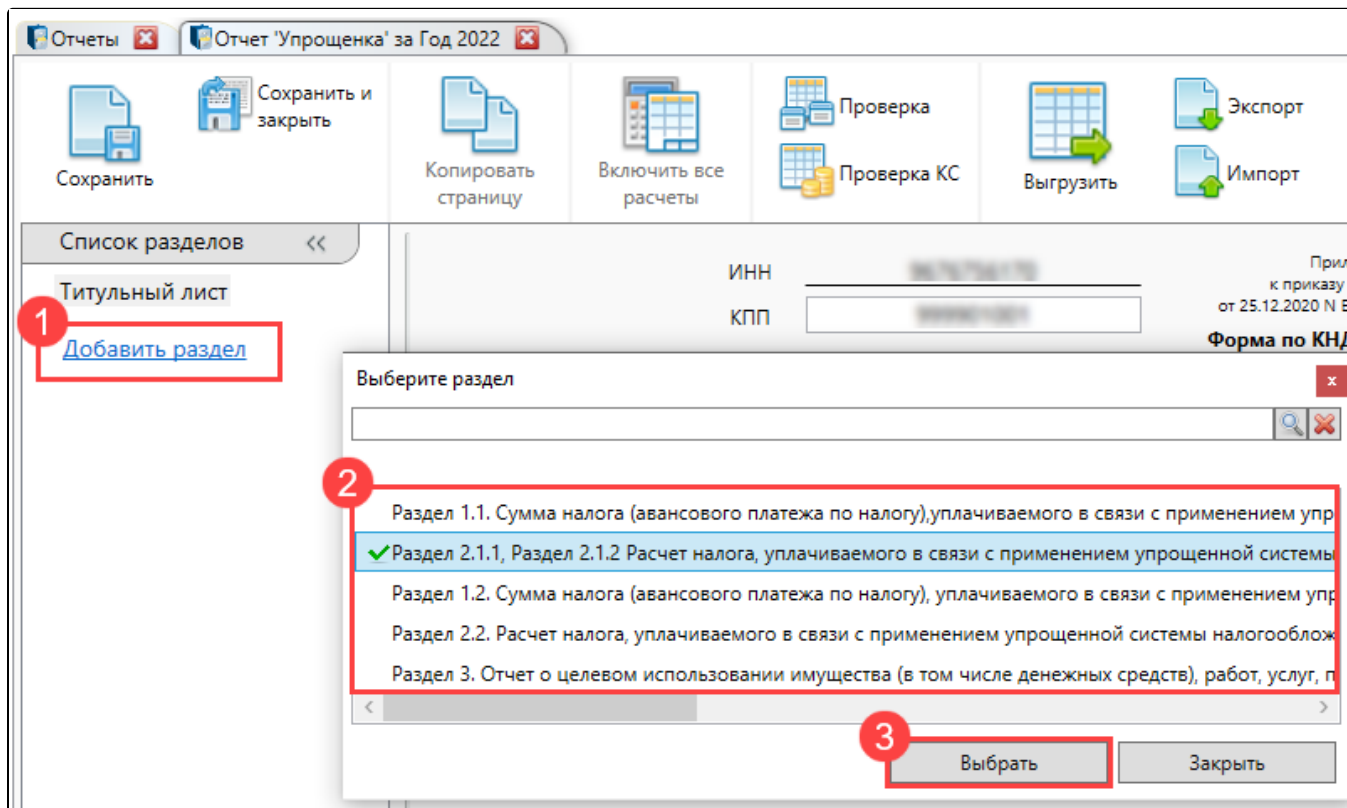 Отчеты
Отчет 'Упрощенка' за Год 2022
Сохранить
Сохранить и
закрыть
Копировать
страницу
Включить все
расчеты
Проверка
Проверка КС
Выгрузить
Экспорт
Импорт
Список разделов <<
Титульный лист
1
Добавить раздел
ИНН
КПП
Прил
к приказу
от 25.12.2020 N Е
Форма по КНД
Выберите раздел
x
2
Раздел 1.1. Сумма налога (авансового платежа по налогу),уплачиваемого в связи с применением упр
Раздел 2.1.1, Раздел 2.1.2 Расчет налога, уплачиваемого в связи с применением упрощенной системы
Раздел 1.2. Сумма налога (авансового платежа по налогу), уплачиваемого в связи с применением упр
Раздел 2.2. Расчет налога, уплачиваемого в связи с применением упрощенной системы налогооблож
Раздел 3. Отчет о целевом использовании имущества (в том числе денежных средств), работ, услуг, п
3
Выбрать
Закрыть